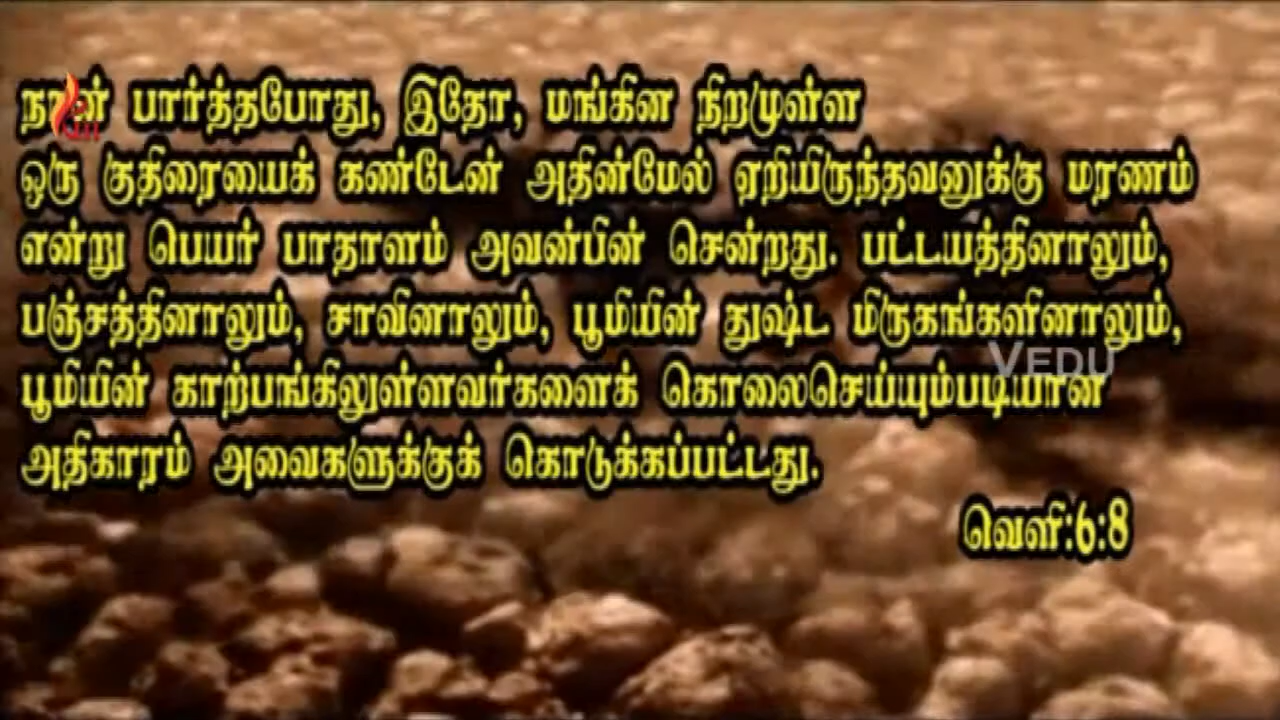 நான் பார்த்தபோது, இதோ, மங்கின நிறமுள்ள
ஒரு குதிரையைக் கண்டேன் அதின்மேல் ஏறியிருந்தவனுக்கு மரணம்
என்று பெயர் பாதாளம் அவன்பின் சென்றது. பட்டயத்தினாலும்,
பஞ்சத்தினாலும், சாவினாலும், பூமியின் துஷ்ட மிருகங்களினாலும்,
VEDU
பூமியின் காற்பங்கிலுள்ளவர்களைக் கொலைசெய்யும்படியான
அதிகாரம் அவைகளுக்குக் கொடுக்கப்பட்டது.
வெளி:6:8